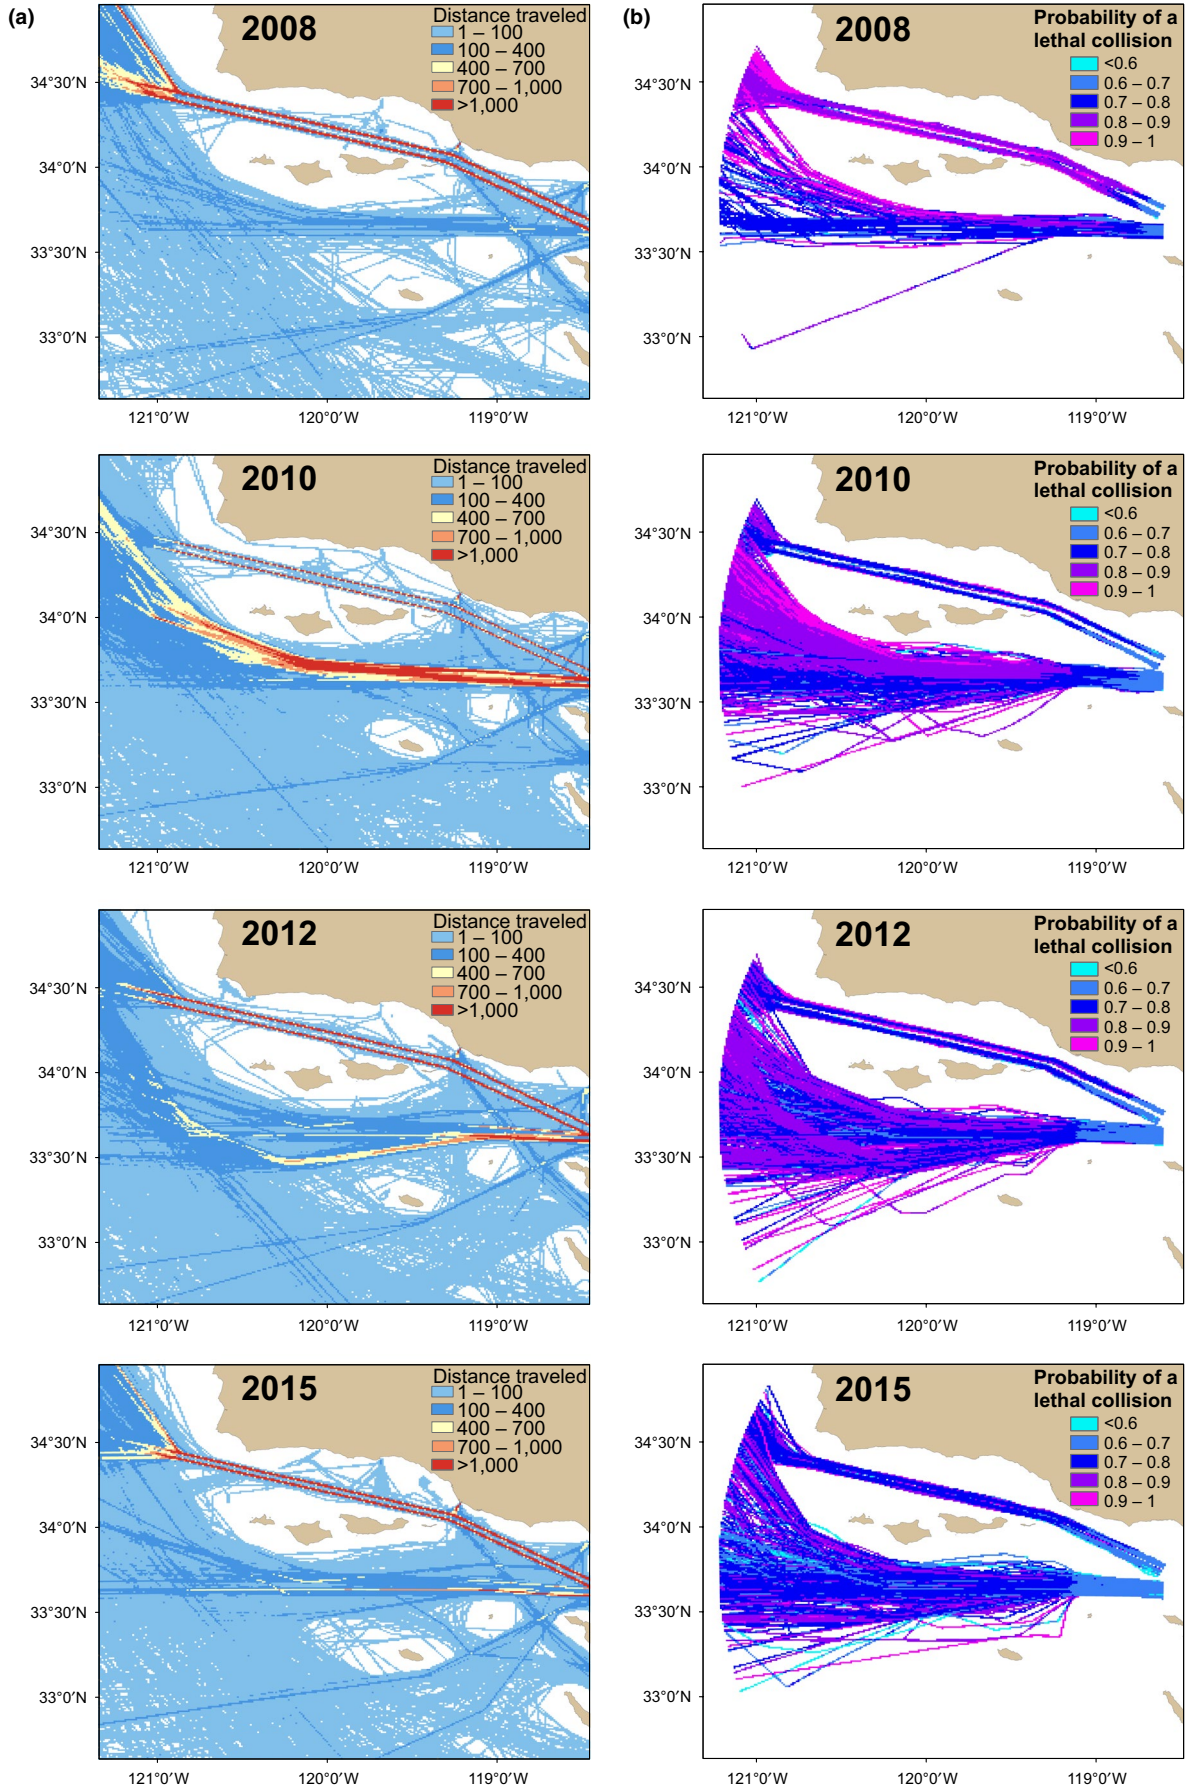 (a)
2008
Distance traveled
1 – 100
100 – 400
400 – 700
700 – 1,000
>1,000
34°30′N
34°0′N
33°30′N
33°0′N
121°0′W
120°0′W
119°0′W
(b)
2008
Probability of a
lethal collision
<0.6
0.6 – 0.7
0.7 – 0.8
0.8 – 0.9
0.9 – 1
34°30′N
34°0′N
33°30′N
33°0′N
121°0′W
120°0′W
119°0′W
2010
Distance traveled
1 – 100
100 – 400
400 – 700
700 – 1,000
>1,000
34°30′N
34°0′N
33°30′N
33°0′N
121°0′W
120°0′W
119°0′W
2010
Probability of a
lethal collision
<0.6
0.6 – 0.7
0.7 – 0.8
0.8 – 0.9
0.9 – 1
34°30′N
34°0′N
33°30′N
33°0′N
121°0′W
120°0′W
119°0′W
2012
Distance traveled
1 – 100
100 – 400
400 – 700
700 – 1,000
>1,000
34°30′N
34°0′N
33°30′N
33°0′N
121°0′W
120°0′W
119°0′W
2012
Probability of a
lethal collision
<0.6
0.6 – 0.7
0.7 – 0.8
0.8 – 0.9
0.9 – 1
34°30′N
34°0′N
33°30′N
33°0′N
121°0′W
120°0′W
119°0′W
2015
Distance traveled
1 – 100
100 – 400
400 – 700
700 – 1,000
>1,000
34°30′N
34°0′N
33°30′N
33°0′N
121°0′W
120°0′W
119°0′W
2015
Probability of a
lethal collision
<0.6
0.6 – 0.7
0.7 – 0.8
0.8 – 0.9
0.9 – 1
34°30′N
34°0′N
33°30′N
33°0′N
121°0′W
120°0′W
119°0′W